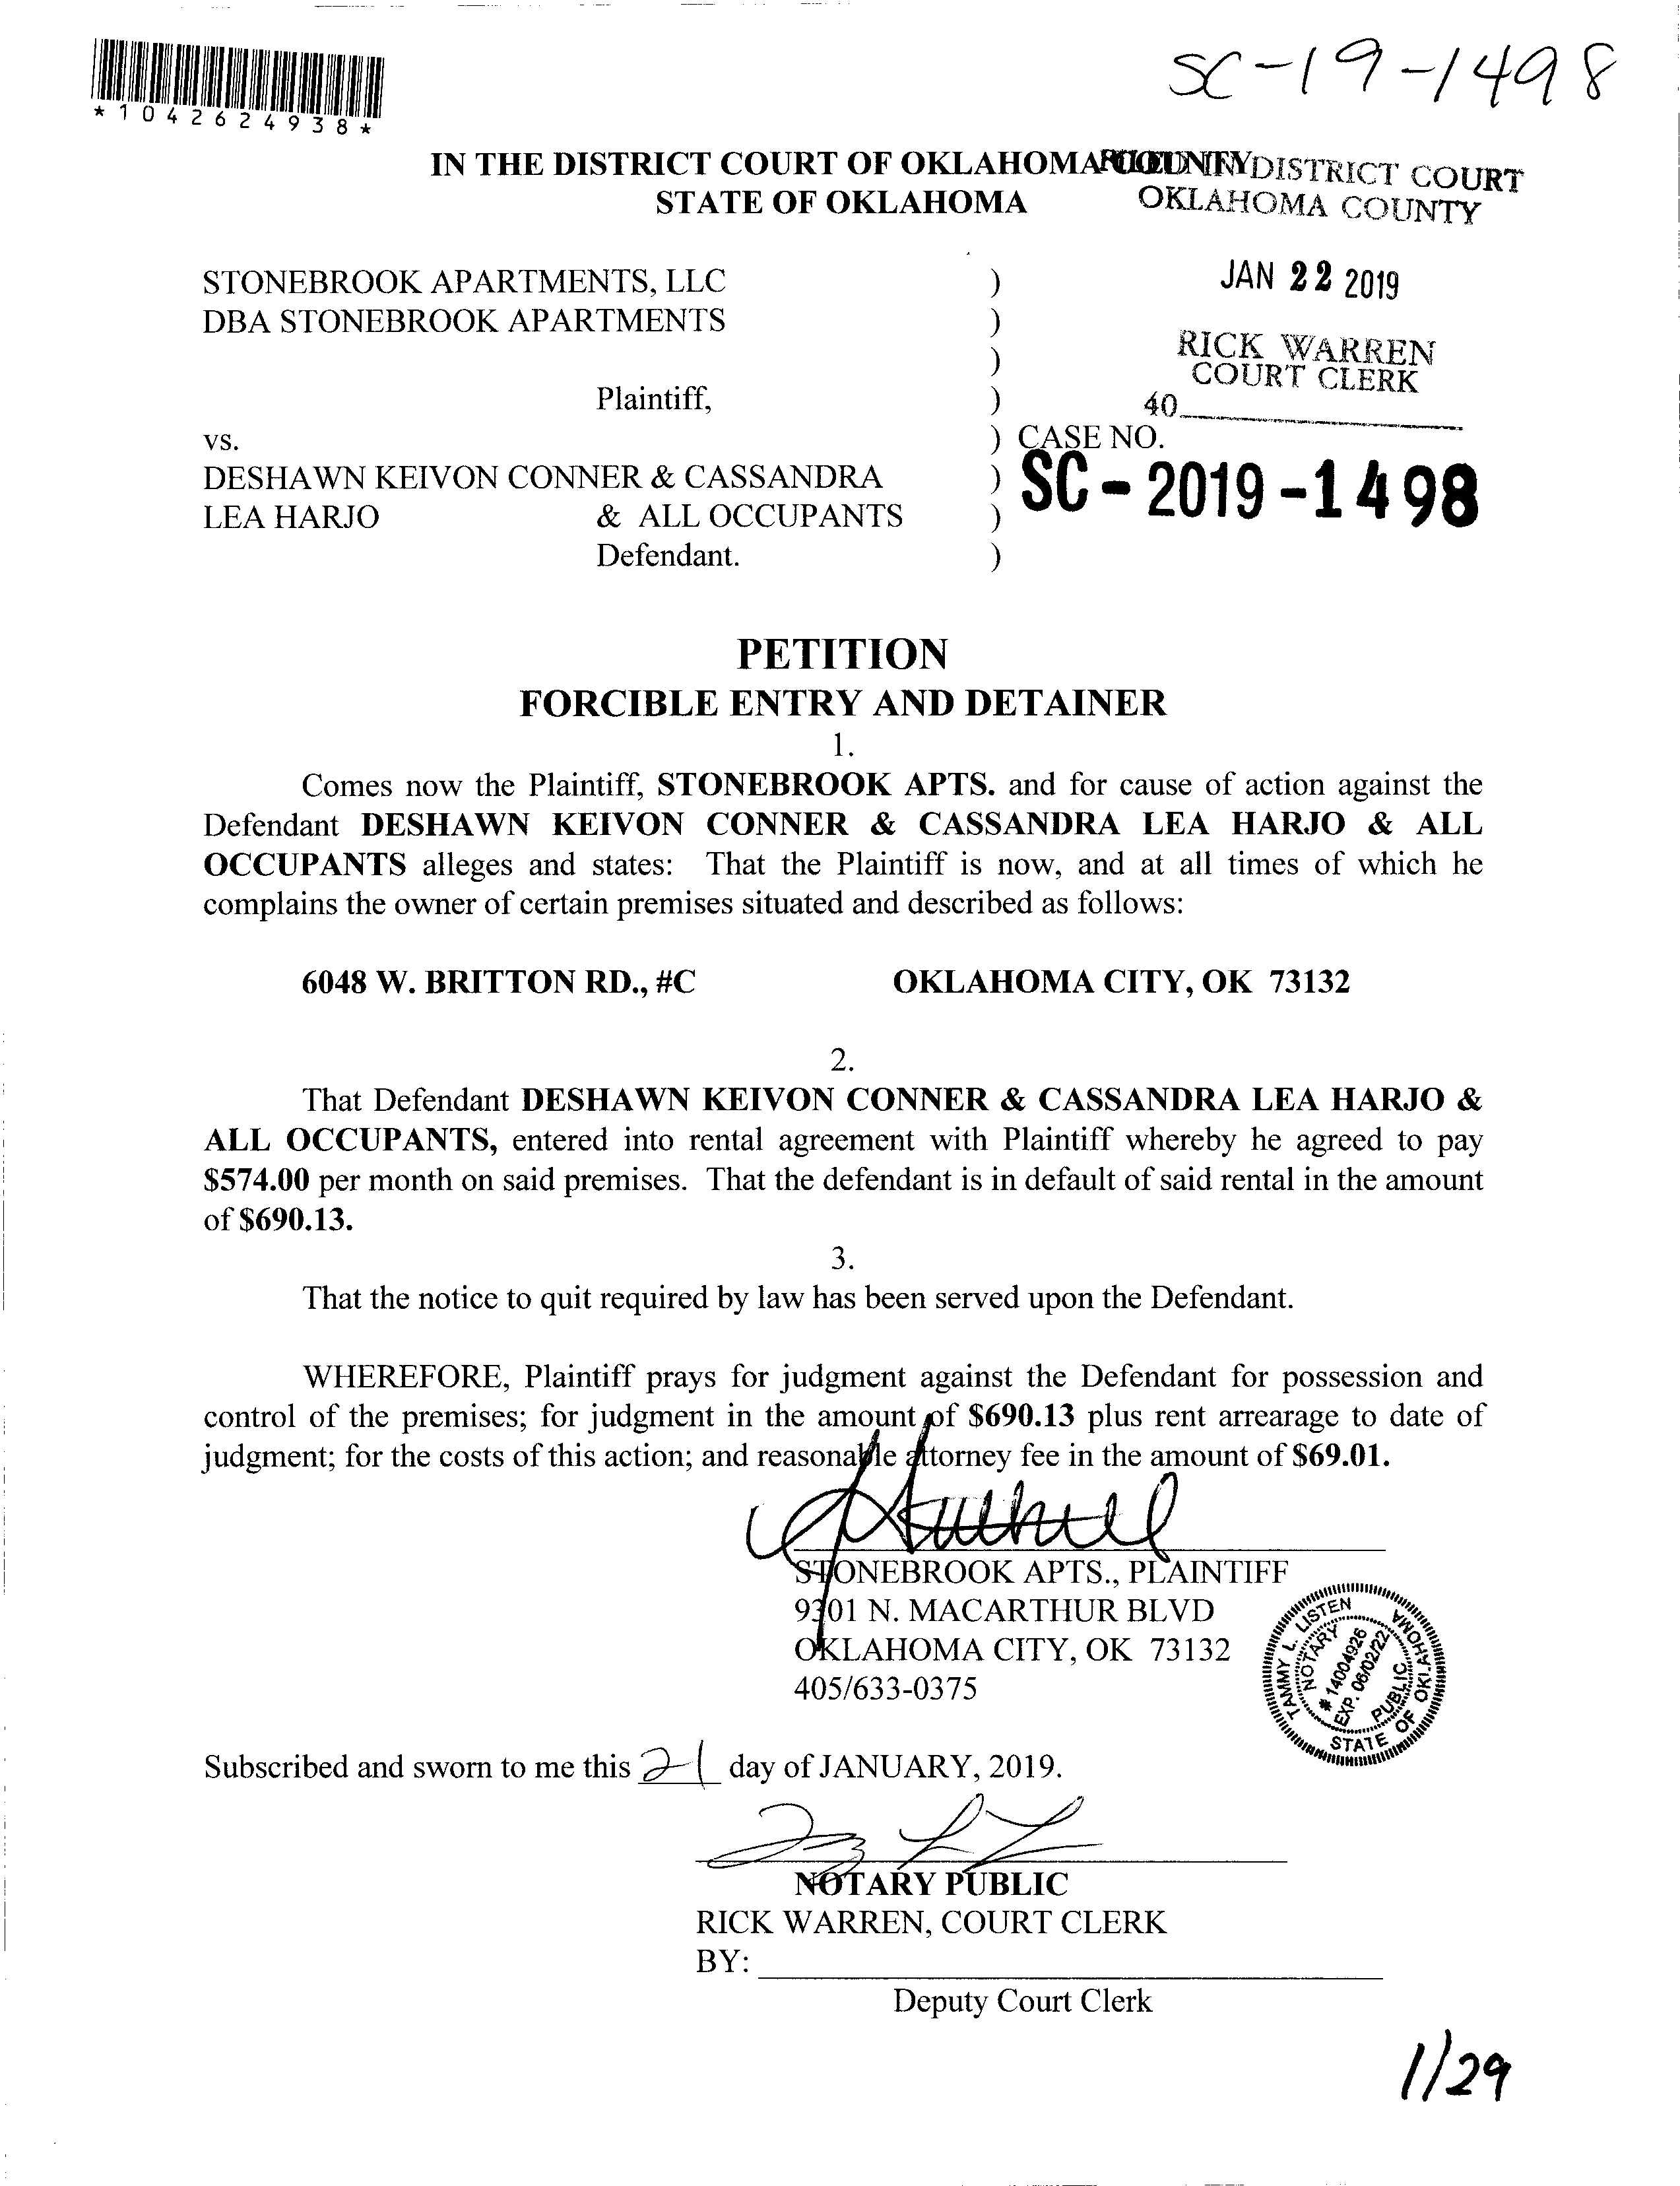 SC-19-1498
*1042624938*
IN THE DISTRICT COURT OF OKLAHOMA COUNTY
STATE OF OKLAHOMA
FILED IN DISTRICT COURT
OKLAHOMA COUNTY
JAN 22 2019
RICK WARREN
COURT CLERK
40
STONEBROOK APARTMENTS, LLC )
DBA STONEBROOK APARTMENTS )
)
Plaintiff, )
vs. ) CASE NO.
DESHAWN KEIVON CONNER & CASSANDRA ) SC-2019-1498
LEA HARJO & ALL OCCUPANTS )
Defendant. )
PETITION
FORCIBLE ENTRY AND DETAINER
1.
Comes now the Plaintiff, STONEBROOK APTS. and for cause of action against the
Defendant DESHAWN KEIVON CONNER & CASSANDRA LEA HARJO & ALL
OCCUPANTS alleges and states: That the Plaintiff is now, and at all times of which he
complains the owner of certain premises situated and described as follows:
6048 W. BRITTON RD., #C OKLAHOMA CITY, OK 73132
2.
That Defendant DESHAWN KEIVON CONNER & CASSANDRA LEA HARJO &
ALL OCCUPANTS, entered into rental agreement with Plaintiff whereby he agreed to pay
$574.00 per month on said premises. That the defendant is in default of said rental in the amount
of $690.13.
3.
That the notice to quit required by law has been served upon the Defendant.
WHEREFORE, Plaintiff prays for judgment against the Defendant for possession and
control of the premises; for judgment in the amount of $690.13 plus rent arrearage to date of
judgment; for the costs of this action; and reasonable attorney fee in the amount of $69.01.
STONEBROOK APTS., PLAINTIFF
9301 N. MACARTHUR BLVD
OKLAHOMA CITY, OK 73132
405/633-0375
TAMMY L. LISTEN
NOTARY
# 14004926
EXP. 06/02/22
PUBLIC
STATE OF OKLAHOMA
Subscribed and sworn to me this 21 day of JANUARY, 2019.
NOTARY PUBLIC
RICK WARREN, COURT CLERK
BY:
Deputy Court Clerk
1/29